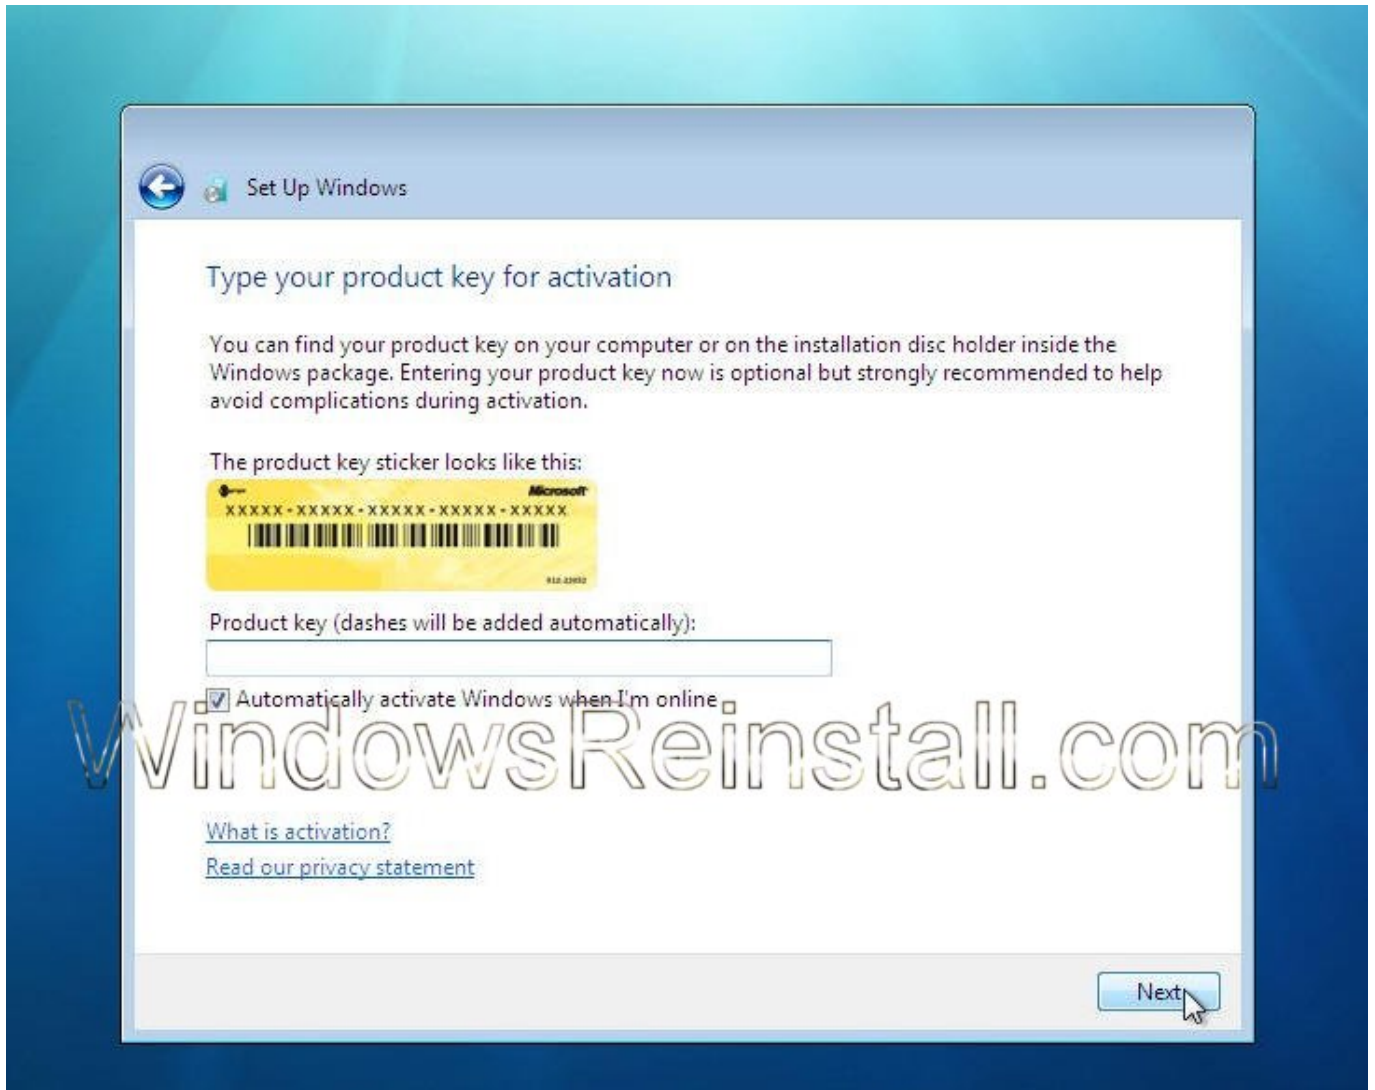 Set Up Windows
Type your product key for activation
You can find your product key on your computer or on the installation disc holder inside the
Windows package. Entering your product key now is optional but strongly recommended to help
avoid complications during activation.
The product key sticker looks like this:
Microsoft
XXXXX-XXXXX-XXXXX-XXXXX-XXXXX
Product key (dashes will be added automatically):
Automatically activate Windows when I'm online
WindowsReinstall.com
What is activation?
Read our privacy statement
Next